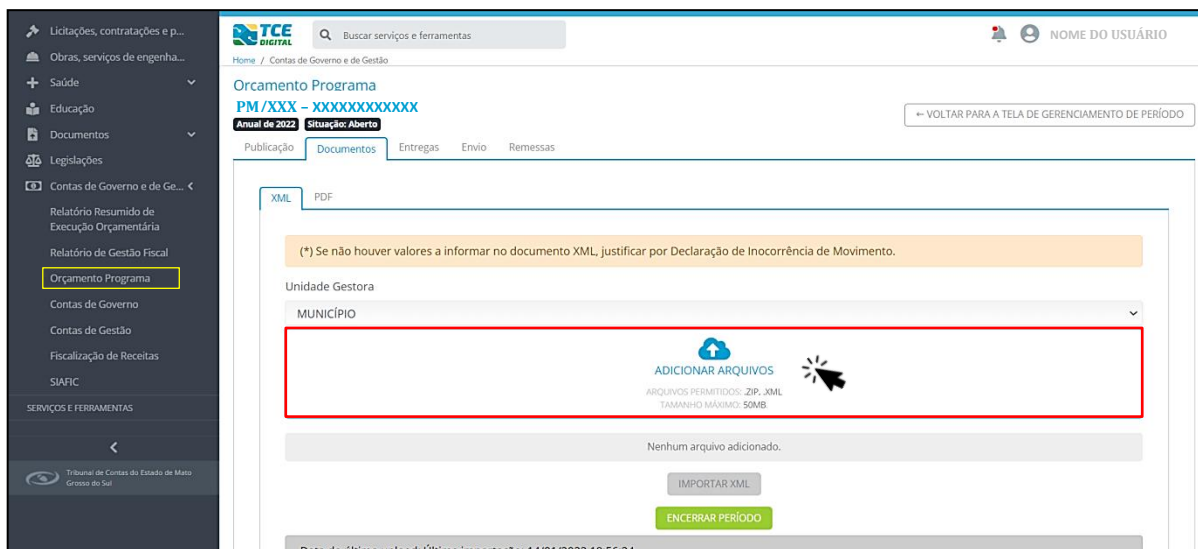 Licitações, contratações e p...
Obras, serviços de engenha...
Saúde
Educação
Documentos
Legislações
Contas de Governo e de Ge...
Relatório Resumido de
Execução Orçamentária
Relatório de Gestão Fiscal
Orçamento Programa
Contas de Governo
Contas de Gestão
Fiscalização de Receitas
SIAFIC
SERVIÇOS E FERRAMENTAS
Tribunal de Contas do Estado de Mato
Grosso do Sul
TCE
DIGITAL
Buscar serviços e ferramentas
NOME DO USUÁRIO
Home / Contas de Governo e de Gestão
Orçamento Programa
PM/XXX – XXXXXXXXXXXX
Anual de 2022 Situação: Aberto
← VOLTAR PARA A TELA DE GERENCIAMENTO DE PERÍODO
Publicação Documentos Entregas Envio Remessas
XML PDF
(*) Se não houver valores a informar no documento XML, justificar por Declaração de Inocorrência de Movimento.
Unidade Gestora
MUNICÍPIO
ADICIONAR ARQUIVOS
ARQUIVOS PERMITIDOS: .ZIP, .XML
TAMANHO MÁXIMO: 50MB
Nenhum arquivo adicionado.
IMPORTAR XML
ENCERRAR PERÍODO